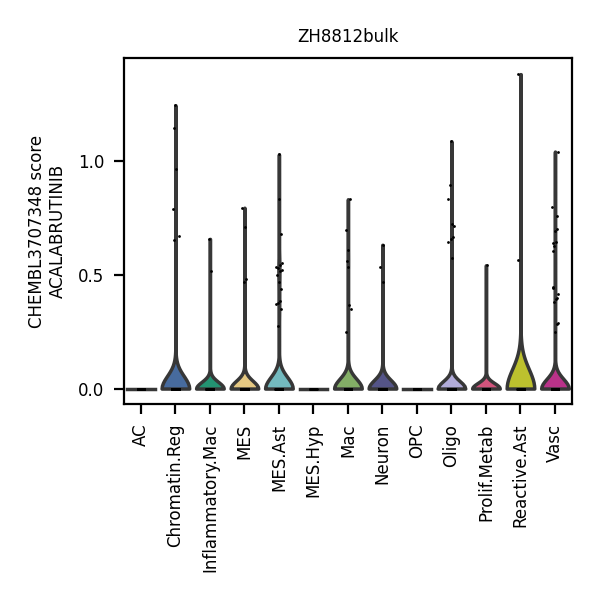 ZH8812bulk
CHEMBL3707348 score
ACALABRUTINIB
1.0
0.5
0.0
AC
Chromatin.Reg
Inflammatory.Mac
MES
MES.Ast
MES.Hyp
Mac
Neuron
OPC
Oligo
Prolif.Metab
Reactive.Ast
Vasc